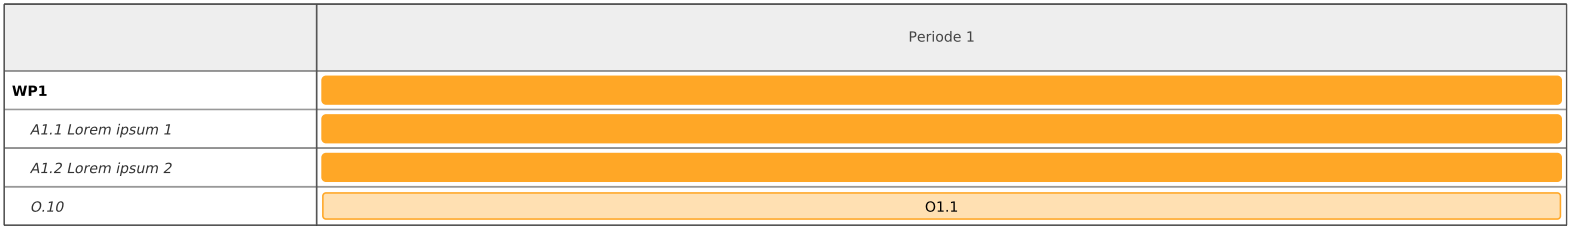 Periode 1
WP1
A1.1 Lorem ipsum 1
A1.2 Lorem ipsum 2
O.10
O1.1